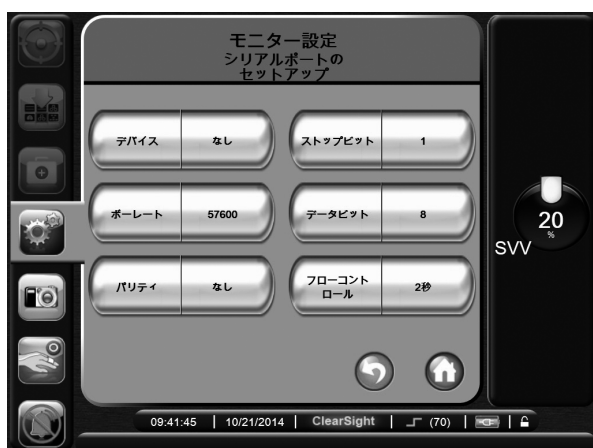 モニター設定
シリアルポートの
セットアップ
デバイス なし
ストップビット 1
ボーレート 57600
データビット 8
パリティ なし
フローコント
ロール 2秒
20
%
SVV
09:41:45 | 10/21/2014 | ClearSight (70)